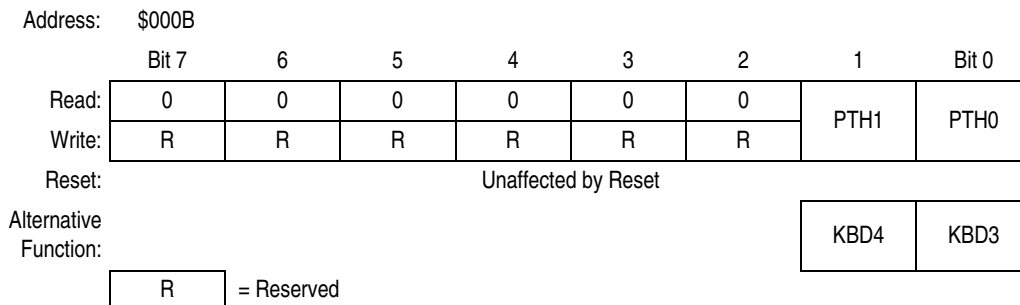 Address: $000B
Bit 7 6 5 4 3 2 1 Bit 0
Read: 0 0 0 0 0 0 PTH1 PTH0
Write: R R R R R R
Reset: Unaffected by Reset
Alternative Function: KBD4 KBD3
R = Reserved